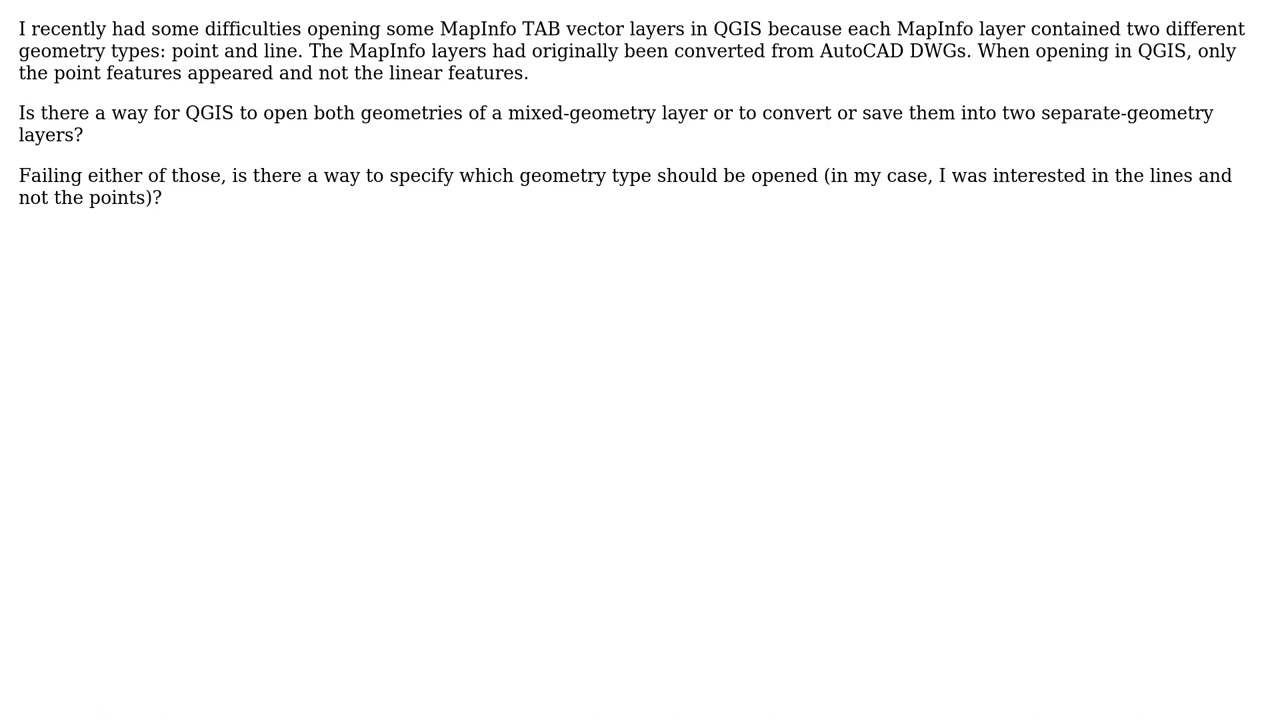 I recently had some difficulties opening some MapInfo TAB vector layers in QGIS because each MapInfo layer contained two different
geometry types: point and line. The MapInfo layers had originally been converted from AutoCAD DWGs. When opening in QGIS, only
the point features appeared and not the linear features.
Is there a way for QGIS to open both geometries of a mixed-geometry layer or to convert or save them into two separate-geometry
layers?
Failing either of those, is there a way to specify which geometry type should be opened (in my case, I was interested in the lines and
not the points)?